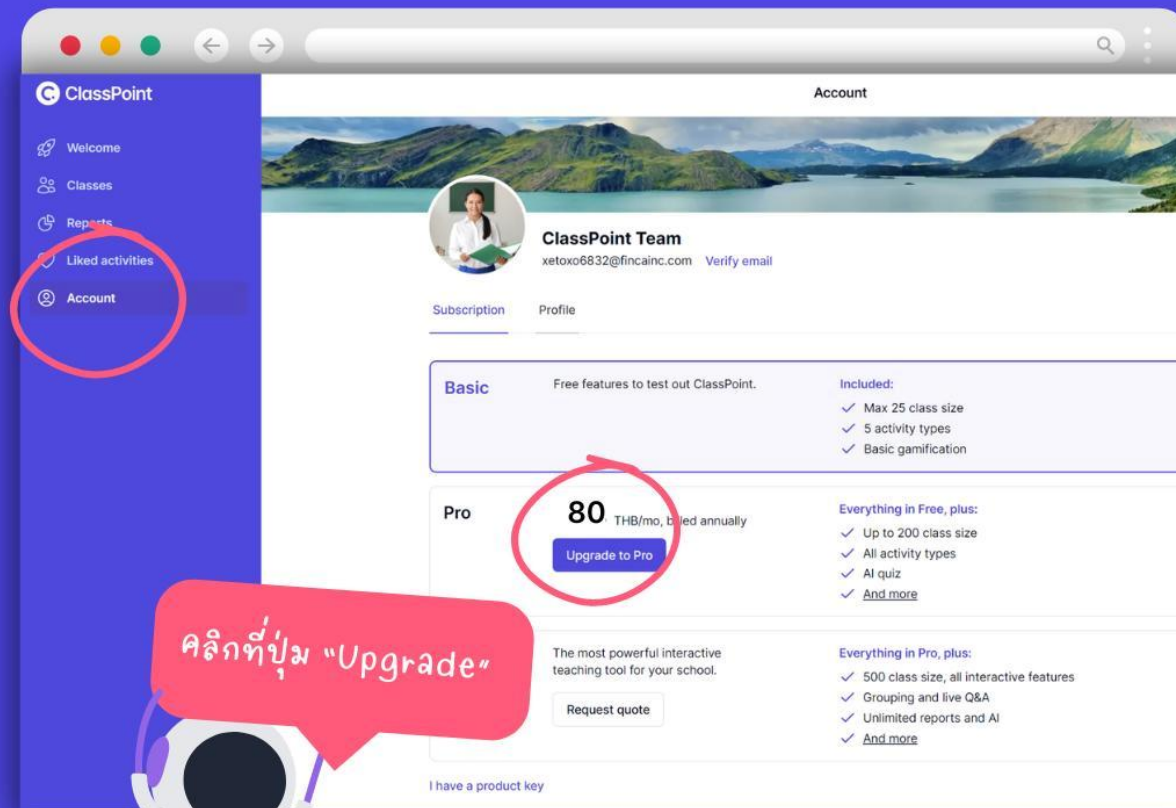 ClassPoint
Account
Welcome
Classes
Reports
Liked activities
Account
ClassPoint Team
xetoxo6832@fincainc.com Verify email
Subscription Profile
Basic
Free features to test out ClassPoint.
Included:
Max 25 class size
5 activity types
Basic gamification
Pro
80 THB/mo, billed annually
Upgrade to Pro
Everything in Free, plus:
Up to 200 class size
All activity types
AI quiz
And more
The most powerful interactive
teaching tool for your school.
Request quote
Everything in Pro, plus:
500 class size, all interactive features
Grouping and live Q&A
Unlimited reports and AI
And more
I have a product key
คลิกที่ปุ่ม "Upgrade"